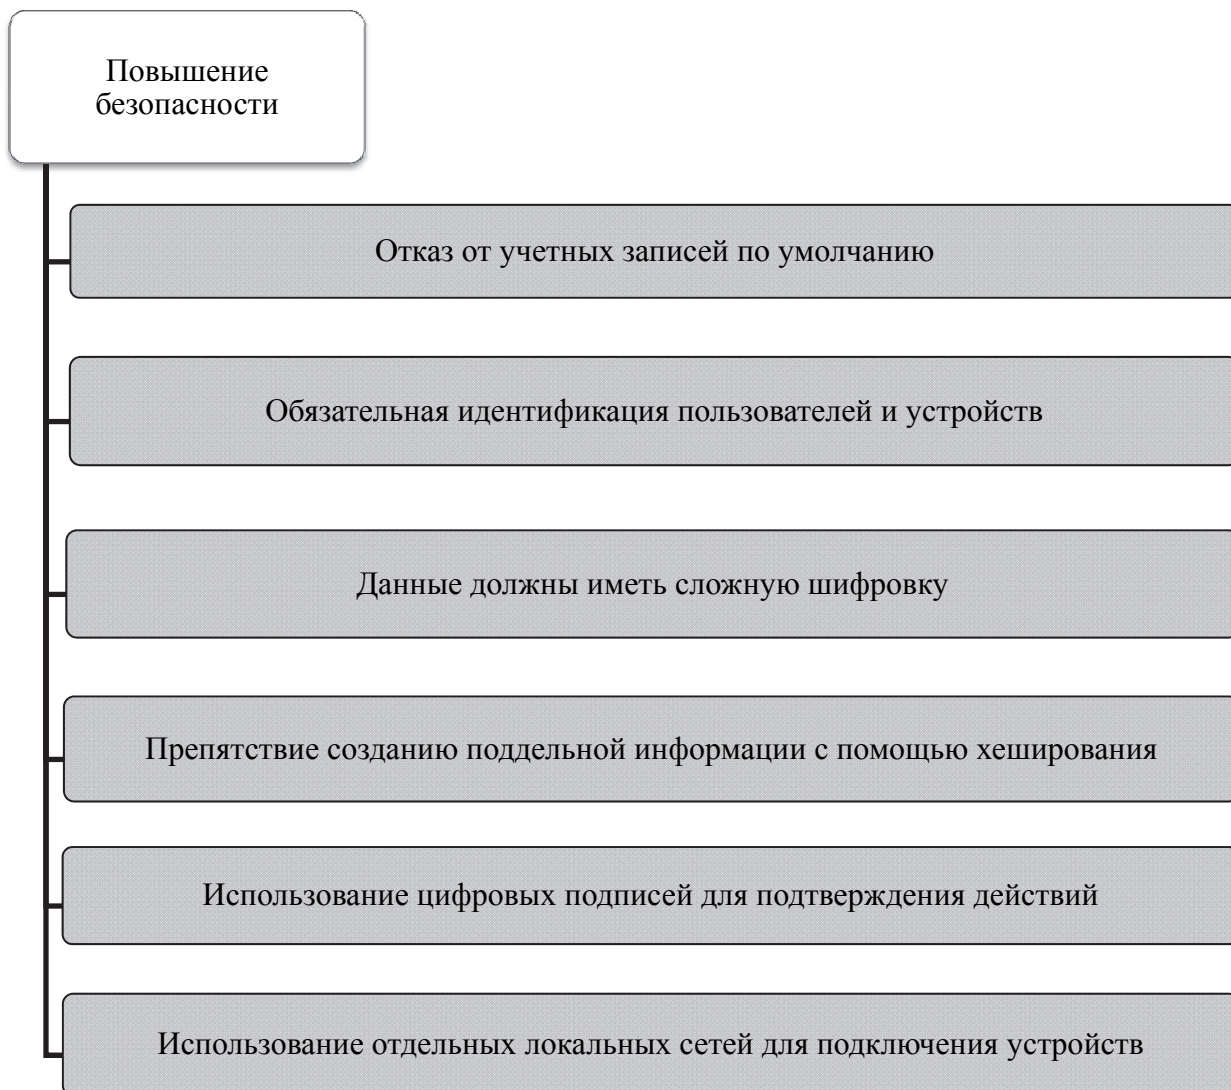 Повышение
безопасности
Отказ от учетных записей по умолчанию
Обязательная идентификация пользователей и устройств
Данные должны иметь сложную шифровку
Препятствие созданию поддельной информации с помощью хеширования
Использование цифровых подписей для подтверждения действий
Использование отдельных локальных сетей для подключения устройств